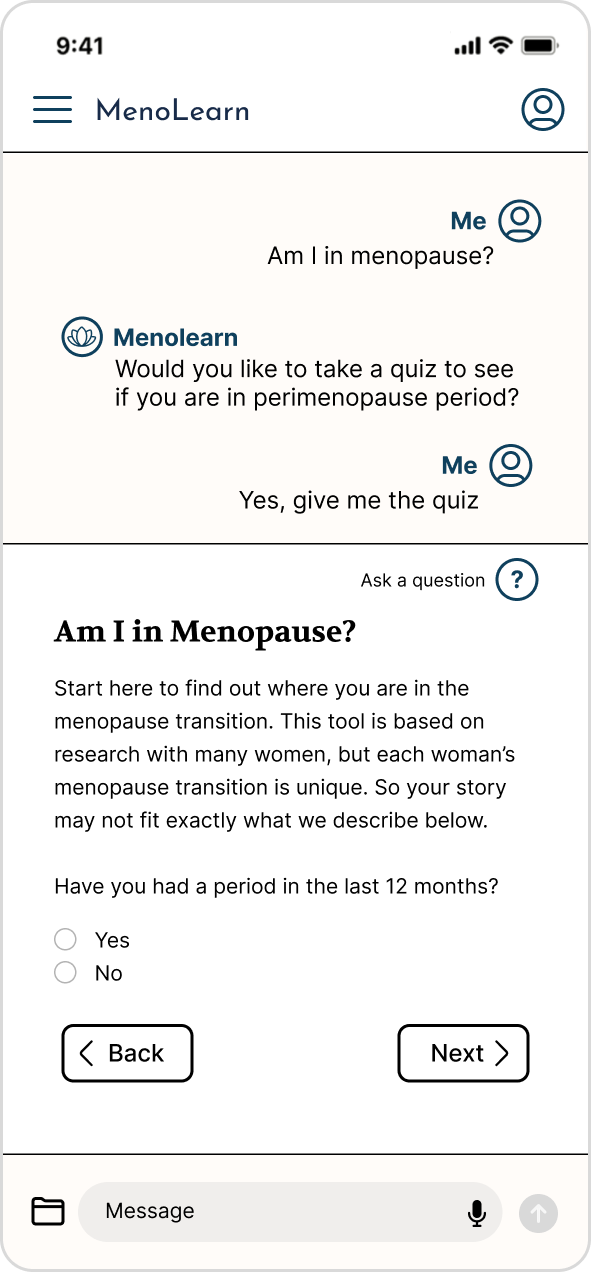 9:41
MenoLearn
Me
Am I in menopause?
Menolearn
Would you like to take a quiz to see
if you are in perimenopause period?
Me
Yes, give me the quiz
Ask a question ?
Am I in Menopause?
Start here to find out where you are in the
menopause transition. This tool is based on
research with many women, but each woman’s
menopause transition is unique. So your story
may not fit exactly what we describe below.
Have you had a period in the last 12 months?
Yes
No
Back
Next
Message